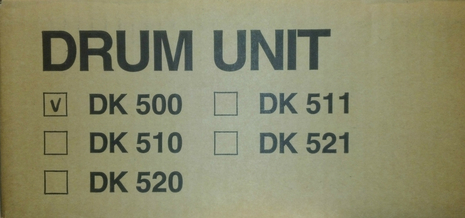 DRUM UNIT
V DK 500 DK 511
DK 510 DK 521
DK 520